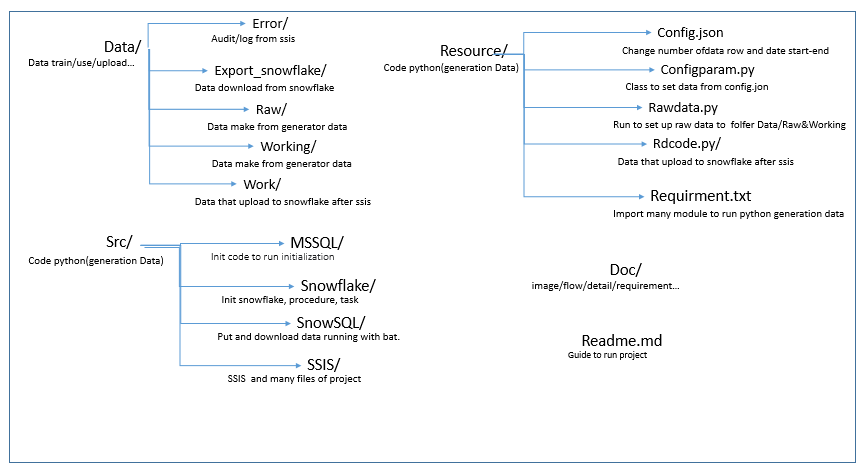 Data/
Data train/use/upload...
Error/
Audit/log from ssis
Export_snowflake/
Data download from snowflake
Raw/
Data make from generator data
Working/
Data make from generator data
Work/
Data that upload to snowflake after ssis
Resource/
Code python(generation Data)
Config.json
Change number ofdata row and date start-end
Configparam.py
Class to set data from config.jon
Rawdata.py
Run to set up raw data to folfer Data/Raw&Working
Rdcode.py/
Data that upload to snowflake after ssis
Requirment.txt
Import many module to run python generation data
Src/
Code python(generation Data)
MSSQL/
Init code to run initialization
Snowflake/
Init snowflake, procedure, task
SnowSQL/
Put and download data running with bat.
SSIS/
SSIS and many files of project
Doc/
image/flow/detail/requirement...
Readme.md
Guide to run project